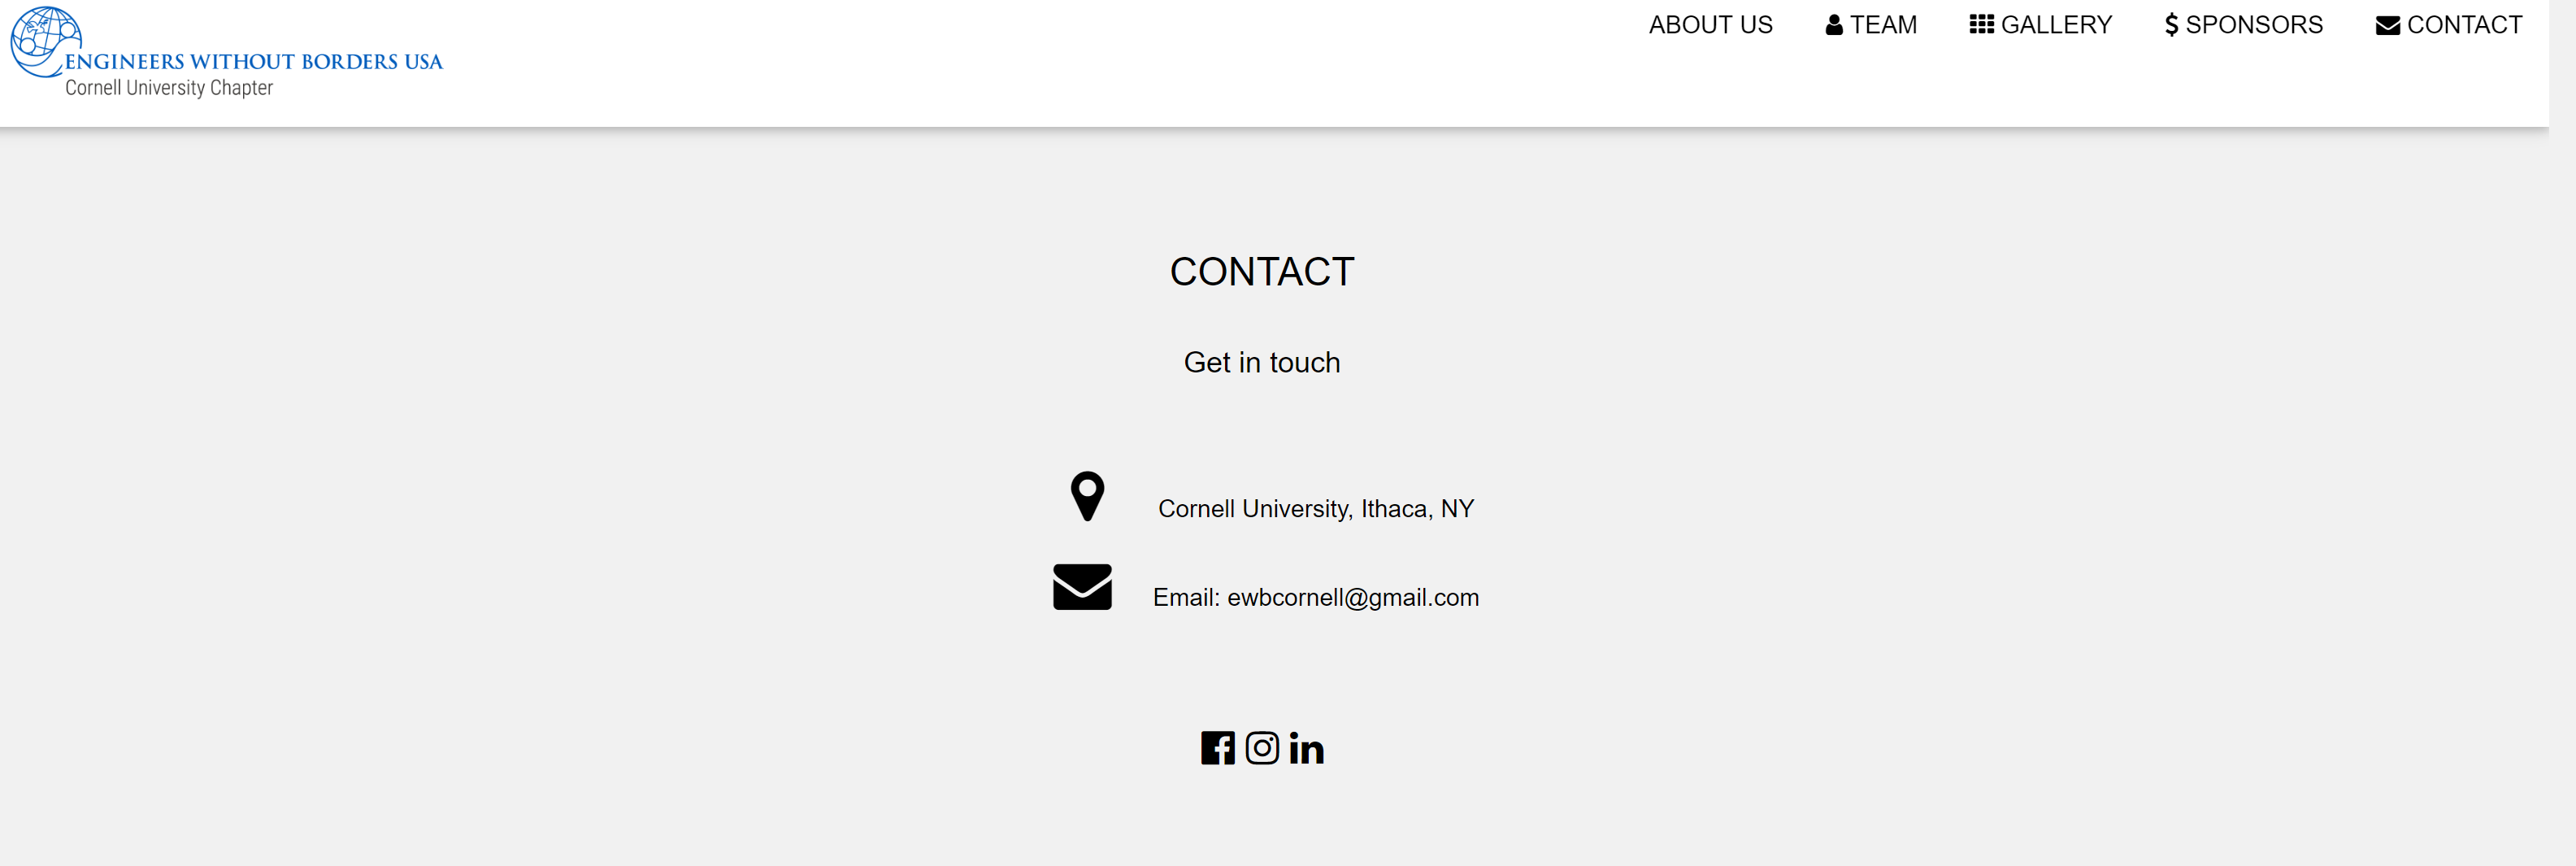 ENGINEERS WITHOUT BORDERS USA
Cornell University Chapter
ABOUT US TEAM GALLERY $ SPONSORS CONTACT
CONTACT
Get in touch
Cornell University, Ithaca, NY
Email: ewbcornell@gmail.com